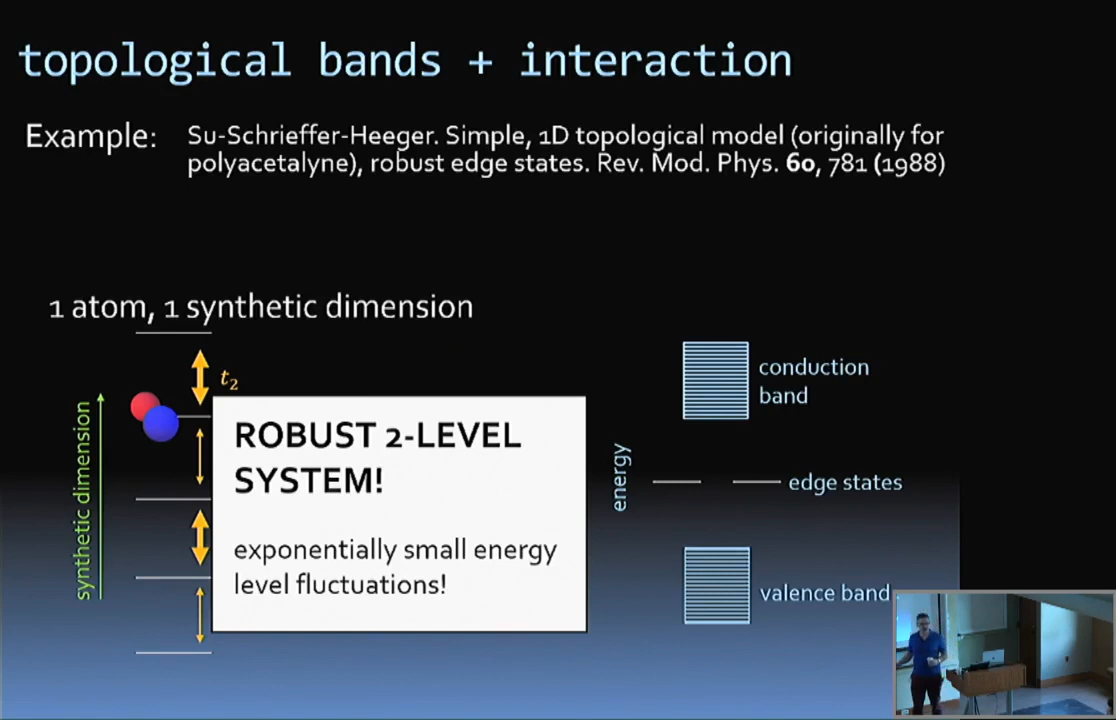 topological bands + interaction
Example:
Su-Schrieffer-Heeger. Simple, 1D topological model (originally for
polyacetalyne), robust edge states. Rev. Mod. Phys. 60, 781 (1988)
1 atom, 1 synthetic dimension
t2
synthetic dimension
ROBUST 2-LEVEL
SYSTEM!
exponentially small energy
level fluctuations!
energy
conduction
band
edge states
valence band